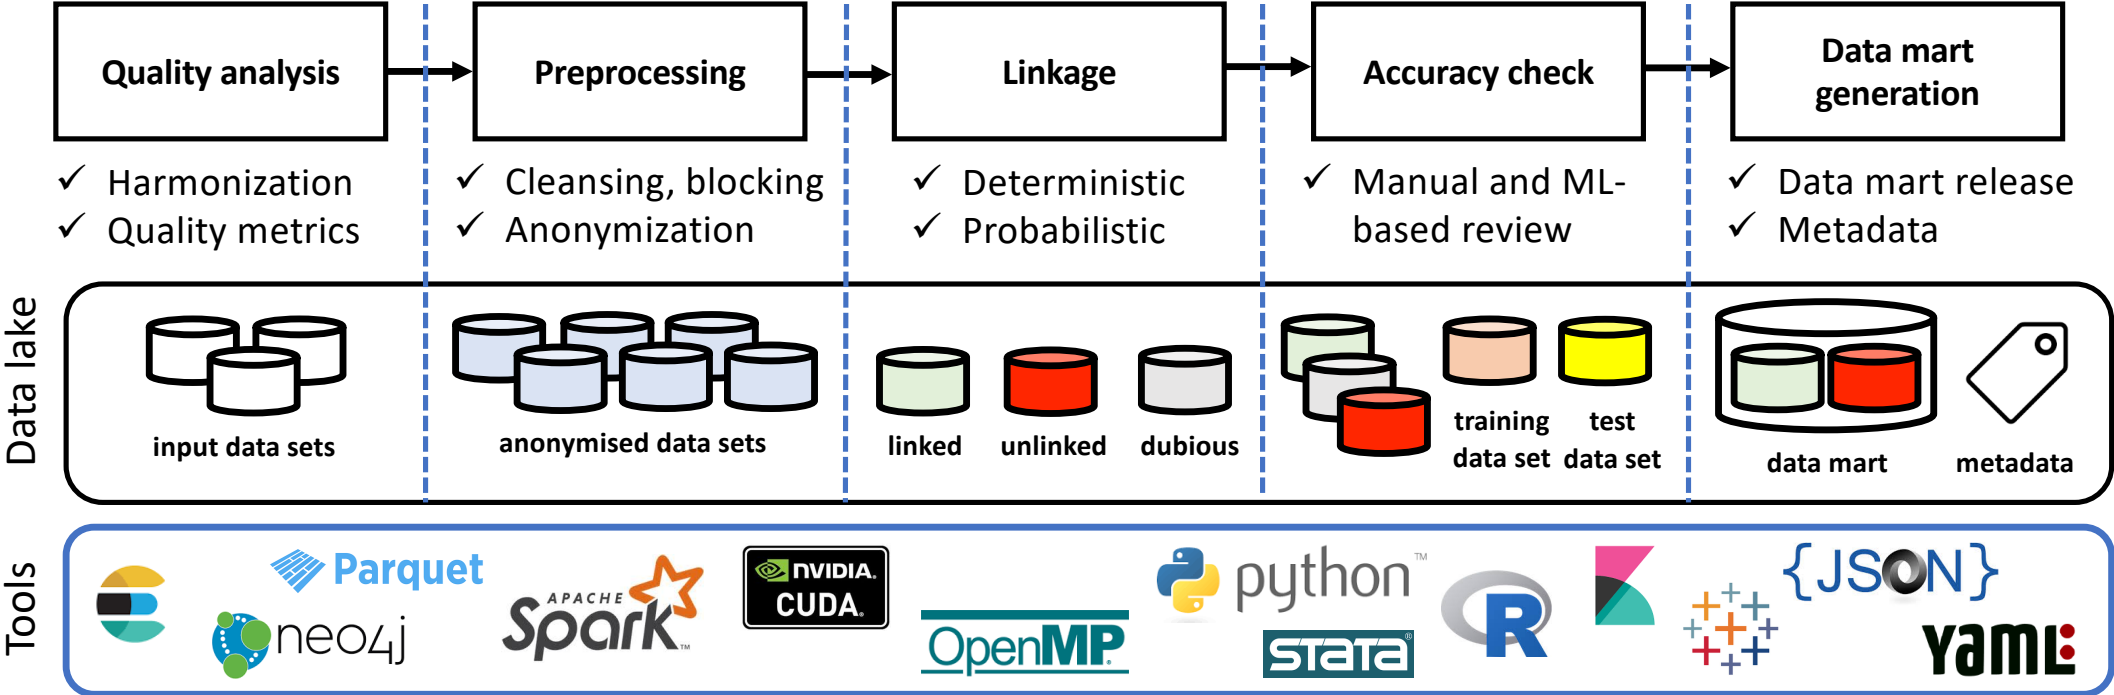 Quality analysis
Preprocessing
Linkage
Accuracy check
Data mart
generation
✓ Harmonization
✓ Quality metrics
✓ Cleansing, blocking
✓ Anonymization
✓ Deterministic
✓ Probabilistic
✓ Manual and ML-
based review
✓ Data mart release
✓ Metadata
Data lake
input data sets
anonymised data sets
linked
unlinked
dubious
training
data set
test
data set
data mart
metadata
Tools
Parquet
neo4j
APACHE
Spark™
NVIDIA.
CUDA.
OpenMP.
python™
STATA®
R
{JSON}
YAML: